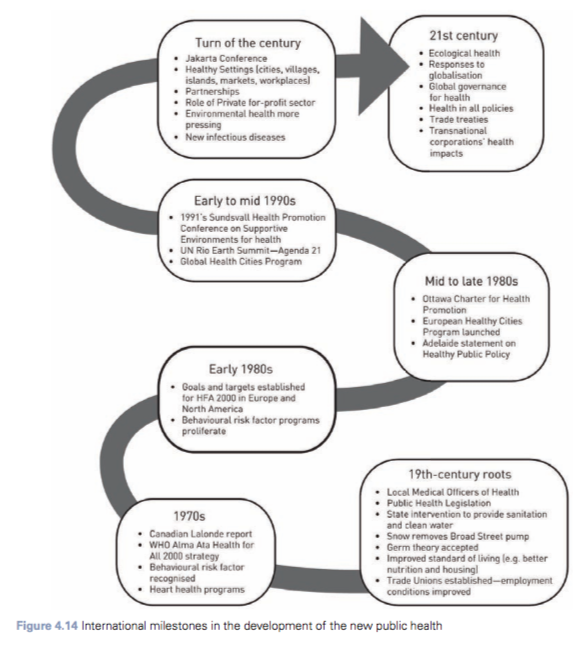 Turn of the century
• Jakarta Conference
• Healthy Settings (cities, villages,
islands, markets, workplaces)
• Partnerships
• Role of Private for-profit sector
• Environmental health more
pressing
• New infectious diseases
21st century
• Ecological health
• Responses to
globalisation
• Global governance
for health
• Health in all policies
• Trade treaties
• Transnational
corporations' health
impacts
Early to mid 1990s
• 1991's Sundsvall Health Promotion
Conference on Supportive
Environments for health
• UN Rio Earth Summit—Agenda 21
• Global Health Cities Program
Mid to late 1980s
• Ottawa Charter for Health
Promotion
• European Healthy Cities
Program launched
• Adelaide statement on
Healthy Public Policy
Early 1980s
• Goals and targets established
for HFA 2000 in Europe and
North America
• Behavioural risk factor programs
proliferate
19th-century roots
• Local Medical Officers of Health
• Public Health Legislation
• State intervention to provide sanitation
and clean water
• Snow removes Broad Street pump
• Germ theory accepted
• Improved standard of living (e.g. better
nutrition and housing)
• Trade Unions established—employment
conditions improved
1970s
• Canadian Lalonde report
• WHO Alma Ata Health for
All 2000 strategy
• Behavioural risk factor
recognised
• Heart health programs
Figure 4.14 International milestones in the development of the new public health